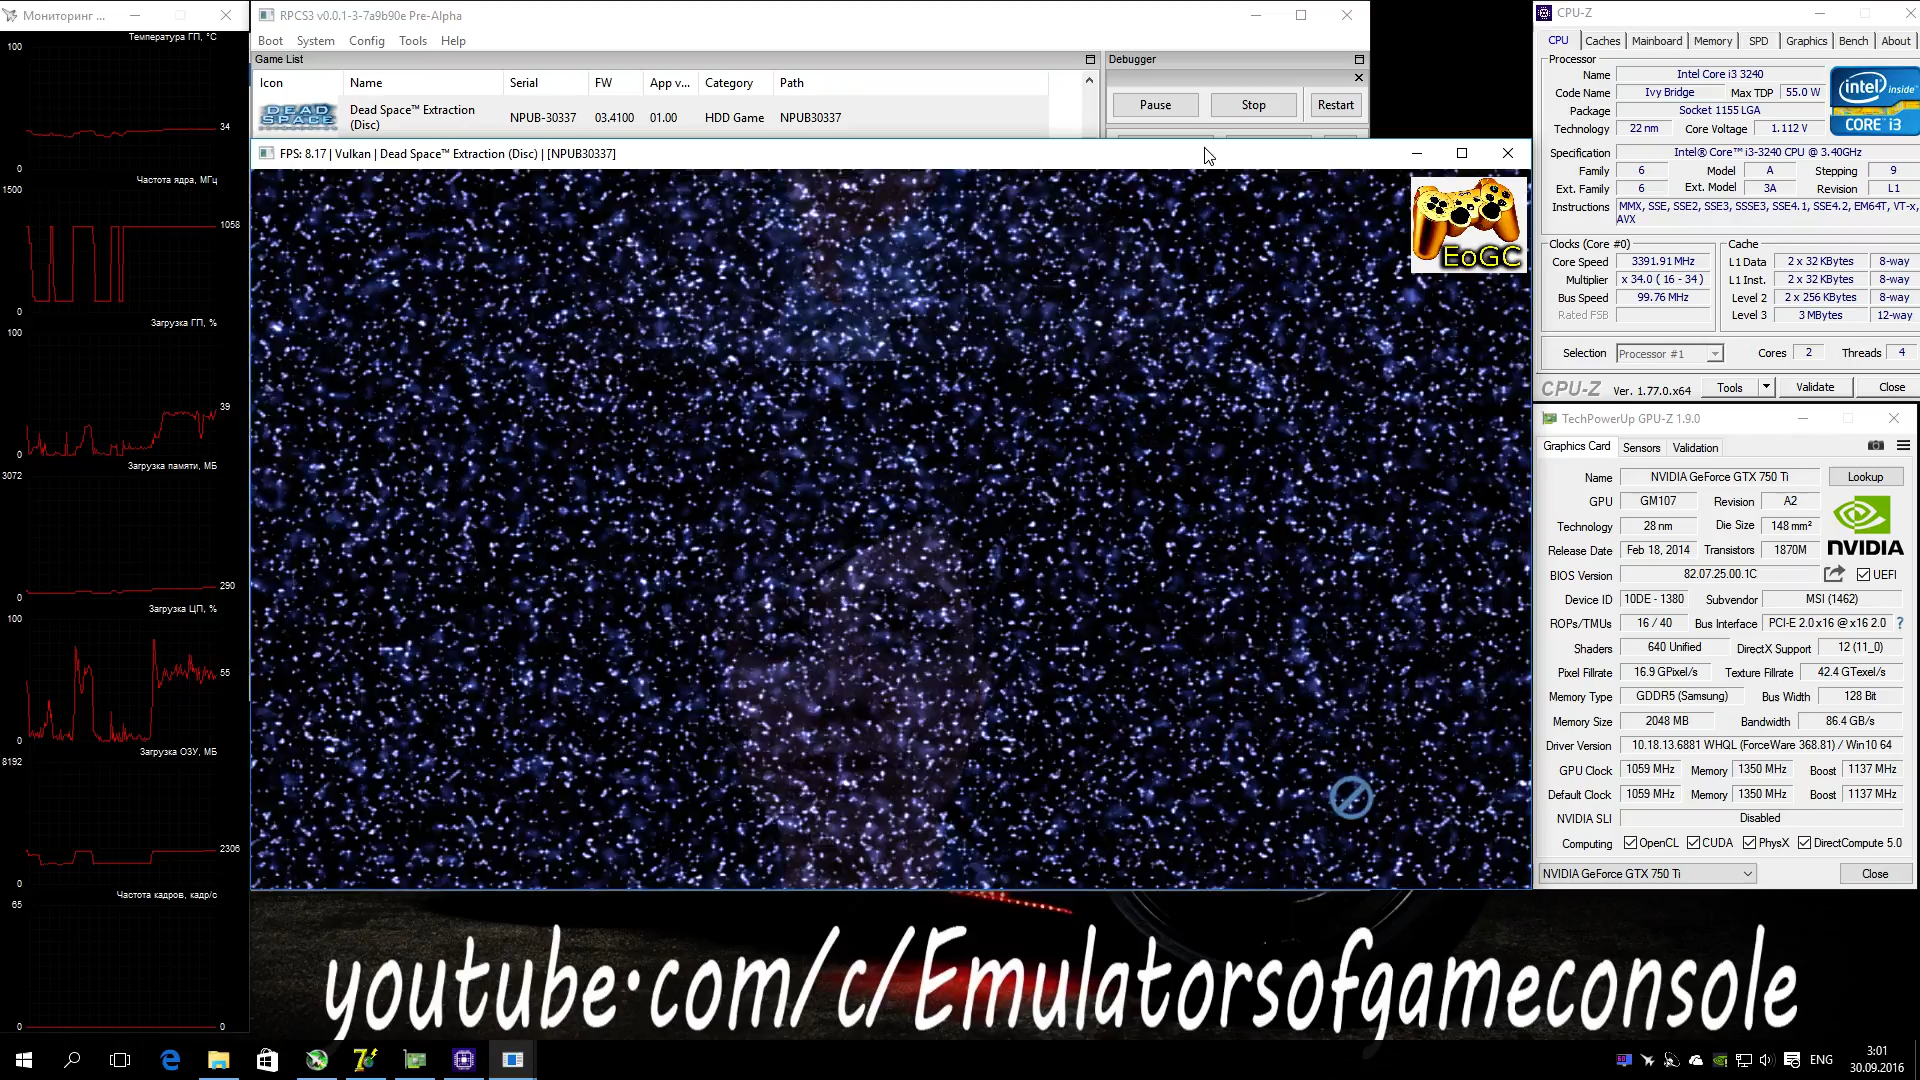 Мониторинг ...
Температура ГП, °C
100
34
0
Частота ядра, МГц
1500
1058
0
Загрузка ГП, %
100
39
0
Загрузка памяти, МБ
3072
290
0
Загрузка ЦП, %
100
55
0
Загрузка ОЗУ, МБ
8192
2306
0
Частота кадров, кадр/с
65
0
0
RPCS3 v0.0.1-3-7a9b90e Pre-Alpha
Boot System Config Tools Help
Game List
Icon Name Serial FW App v... Category Path
DEAD SPACE
Dead Space™ Extraction (Disc) NPUB-30337 03.4100 01.00 HDD Game NPUB30337
Debugger
Pause Stop Restart
FPS: 8.17 | Vulkan | Dead Space™ Extraction (Disc) | [NPUB30337]
EoGC
CPU-Z
CPU Caches Mainboard Memory SPD Graphics Bench About
Processor
Name Intel Core i3 3240
Code Name Ivy Bridge Max TDP 55.0 W
Package Socket 1155 LGA
Technology 22 nm Core Voltage 1.112 V
intel inside™
CORE i3
Specification Intel® Core™ i3-3240 CPU @ 3.40GHz
Family 6 Model A Stepping 9
Ext. Family 6 Ext. Model 3A Revision L1
Instructions MMX, SSE, SSE2, SSE3, SSSE3, SSE4.1, SSE4.2, EM64T, VT-x,
AVX
Clocks (Core #0) Cache
Core Speed 3391.91 MHz L1 Data 2 x 32 KBytes 8-way
Multiplier x 34.0 ( 16 - 34 ) L1 Inst. 2 x 32 KBytes 8-way
Bus Speed 99.76 MHz Level 2 2 x 256 KBytes 8-way
Rated FSB Level 3 3 MBytes 12-way
Selection Processor #1 Cores 2 Threads 4
CPU-Z Ver. 1.77.0.x64 Tools Validate Close
TechPowerUp GPU-Z 1.9.0
Graphics Card Sensors Validation
Name NVIDIA GeForce GTX 750 Ti Lookup
GPU GM107 Revision A2
Technology 28 nm Die Size 148 mm²
Release Date Feb 18, 2014 Transistors 1870M
NVIDIA
BIOS Version 82.07.25.00.1C UEFI
Device ID 10DE - 1380 Subvendor MSI (1462)
ROPs/TMUs 16 / 40 Bus Interface PCI-E 2.0 x16 @ x16 2.0 ?
Shaders 640 Unified DirectX Support 12 (11_0)
Pixel Fillrate 16.9 GPixel/s Texture Fillrate 42.4 GTexel/s
Memory Type GDDR5 (Samsung) Bus Width 128 Bit
Memory Size 2048 MB Bandwidth 86.4 GB/s
Driver Version 10.18.13.6881 WHQL (ForceWare 368.81) / Win10 64
GPU Clock 1059 MHz Memory 1350 MHz Boost 1137 MHz
Default Clock 1059 MHz Memory 1350 MHz Boost 1137 MHz
NVIDIA SLI Disabled
Computing OpenCL CUDA PhysX DirectCompute 5.0
NVIDIA GeForce GTX 750 Ti Close
youtube.com/c/Emulatorsofgameconsole
ENG
3:01
30.09.2016